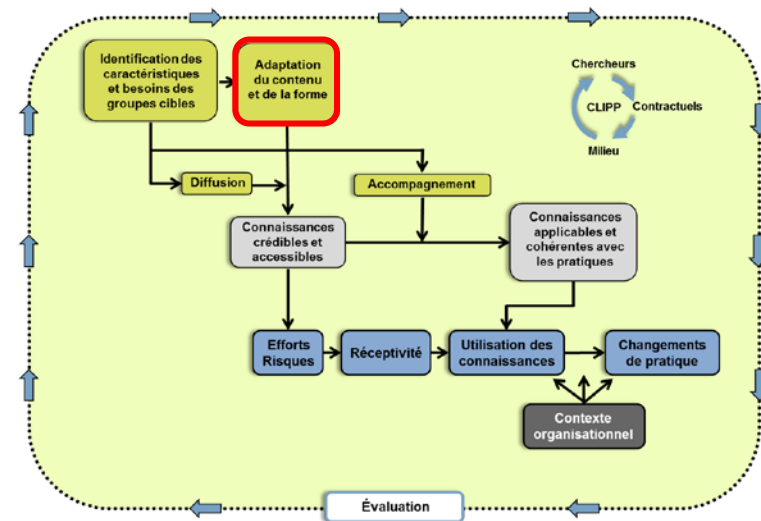 Identification des
caractéristiques
et besoins des
groupes cibles
Adaptation
du contenu
et de la forme
Chercheurs
CLIPP
Contractuels
Milieu
Diffusion
Accompagnement
Connaissances
crédibles et
accessibles
Connaissances
applicables et
cohérentes avec
les pratiques
Efforts
Risques
Réceptivité
Utilisation des
connaissances
Changements
de pratique
Contexte
organisationnel
Évaluation